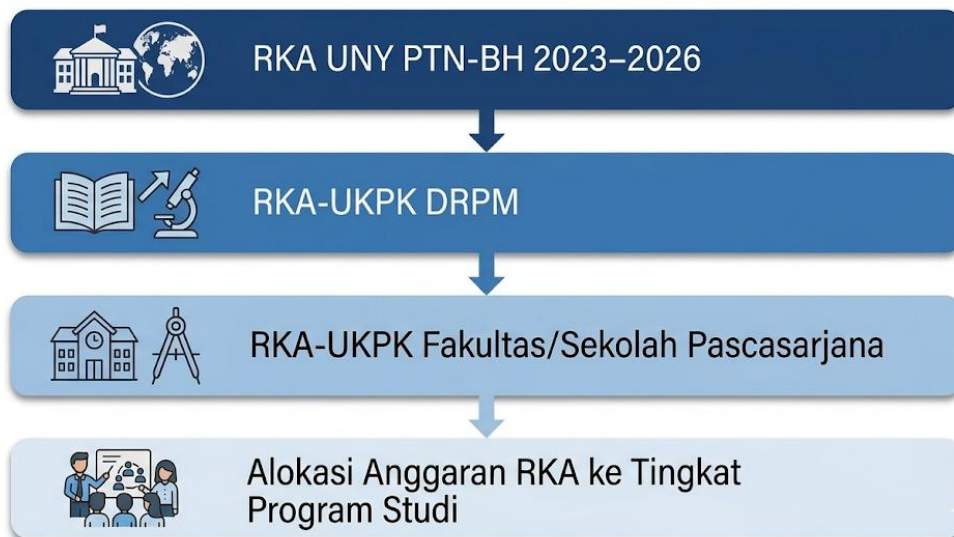 RKA UNY PTN-BH 2023–2026
RKA-UKPK DRPM
RKA-UKPK Fakultas/Sekolah Pascasarjana
Alokasi Anggaran RKA ke Tingkat
Program Studi